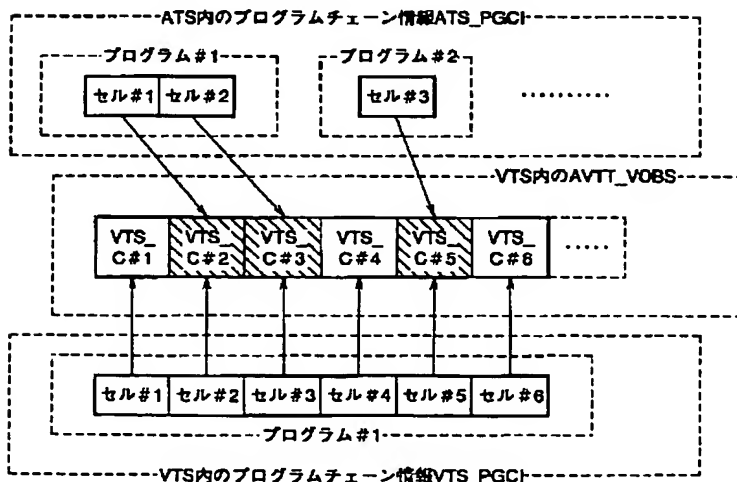 ATS内のプログラムチェーン情報ATS_PGCI
プログラム#1
プログラム#2
セル#1 セル#2
セル#3
VTS内のAVTT_VOBS
VTS_C#1 VTS_C#2 VTS_C#3 VTS_C#4 VTS_C#5 VTS_C#6
セル#1 セル#2 セル#3 セル#4 セル#5 セル#6
プログラム#1
VTS内のプログラムチェーン情報VTS_PGCI